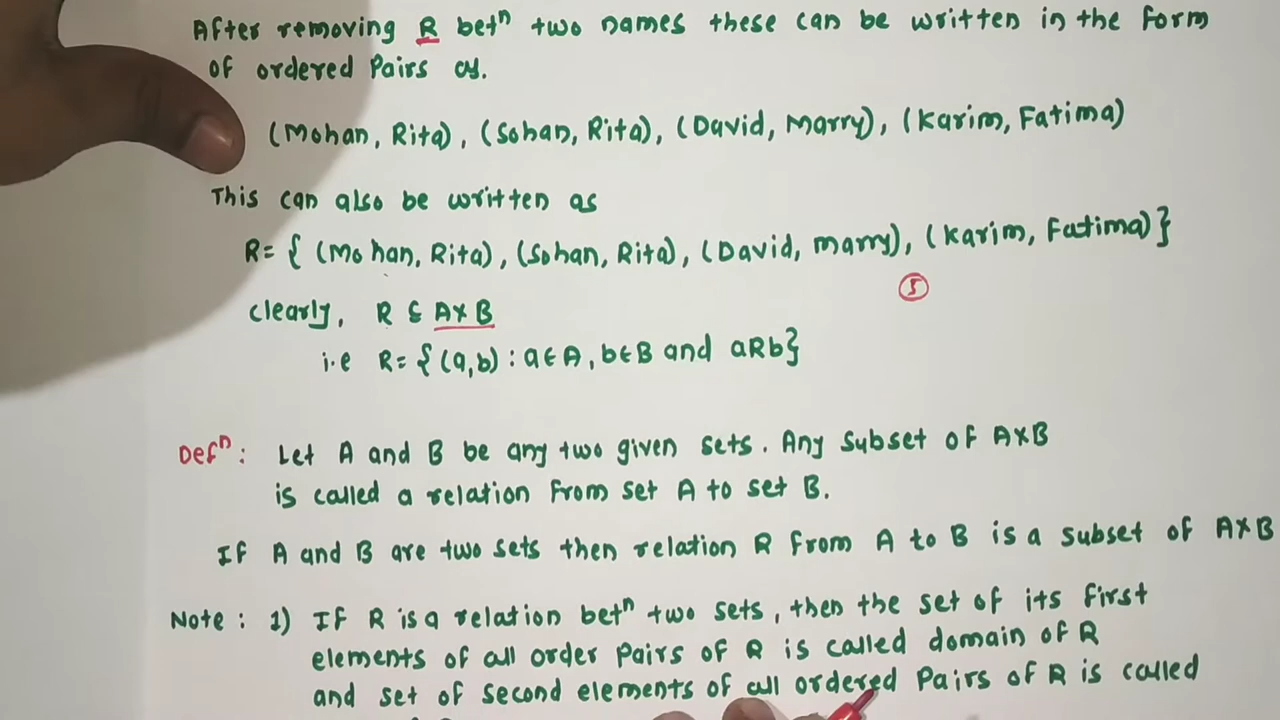 After removing R betⁿ two names these can be written in the form
of ordered Pairs as.
(Mohan, Rita), (Sohan, Rita), (David, Marry), (Karim, Fatima)
This can also be written as
R= { (Mohan, Rita), (Sohan, Rita), (David, marry), (Karim, Fatima)}
5
clearly, R ⊆ A×B
i.e R= {(a,b) : a∈A, b∈B and aRb}
Defⁿ: Let A and B be any two given sets. Any subset of A×B
is called a relation from set A to set B.
If A and B are two sets then relation R from A to B is a subset of A×B
Note: 1) If R is a relation betⁿ two sets, then the set of its first
elements of all order pairs of R is called domain of R
and set of second elements of all ordered Pairs of R is called